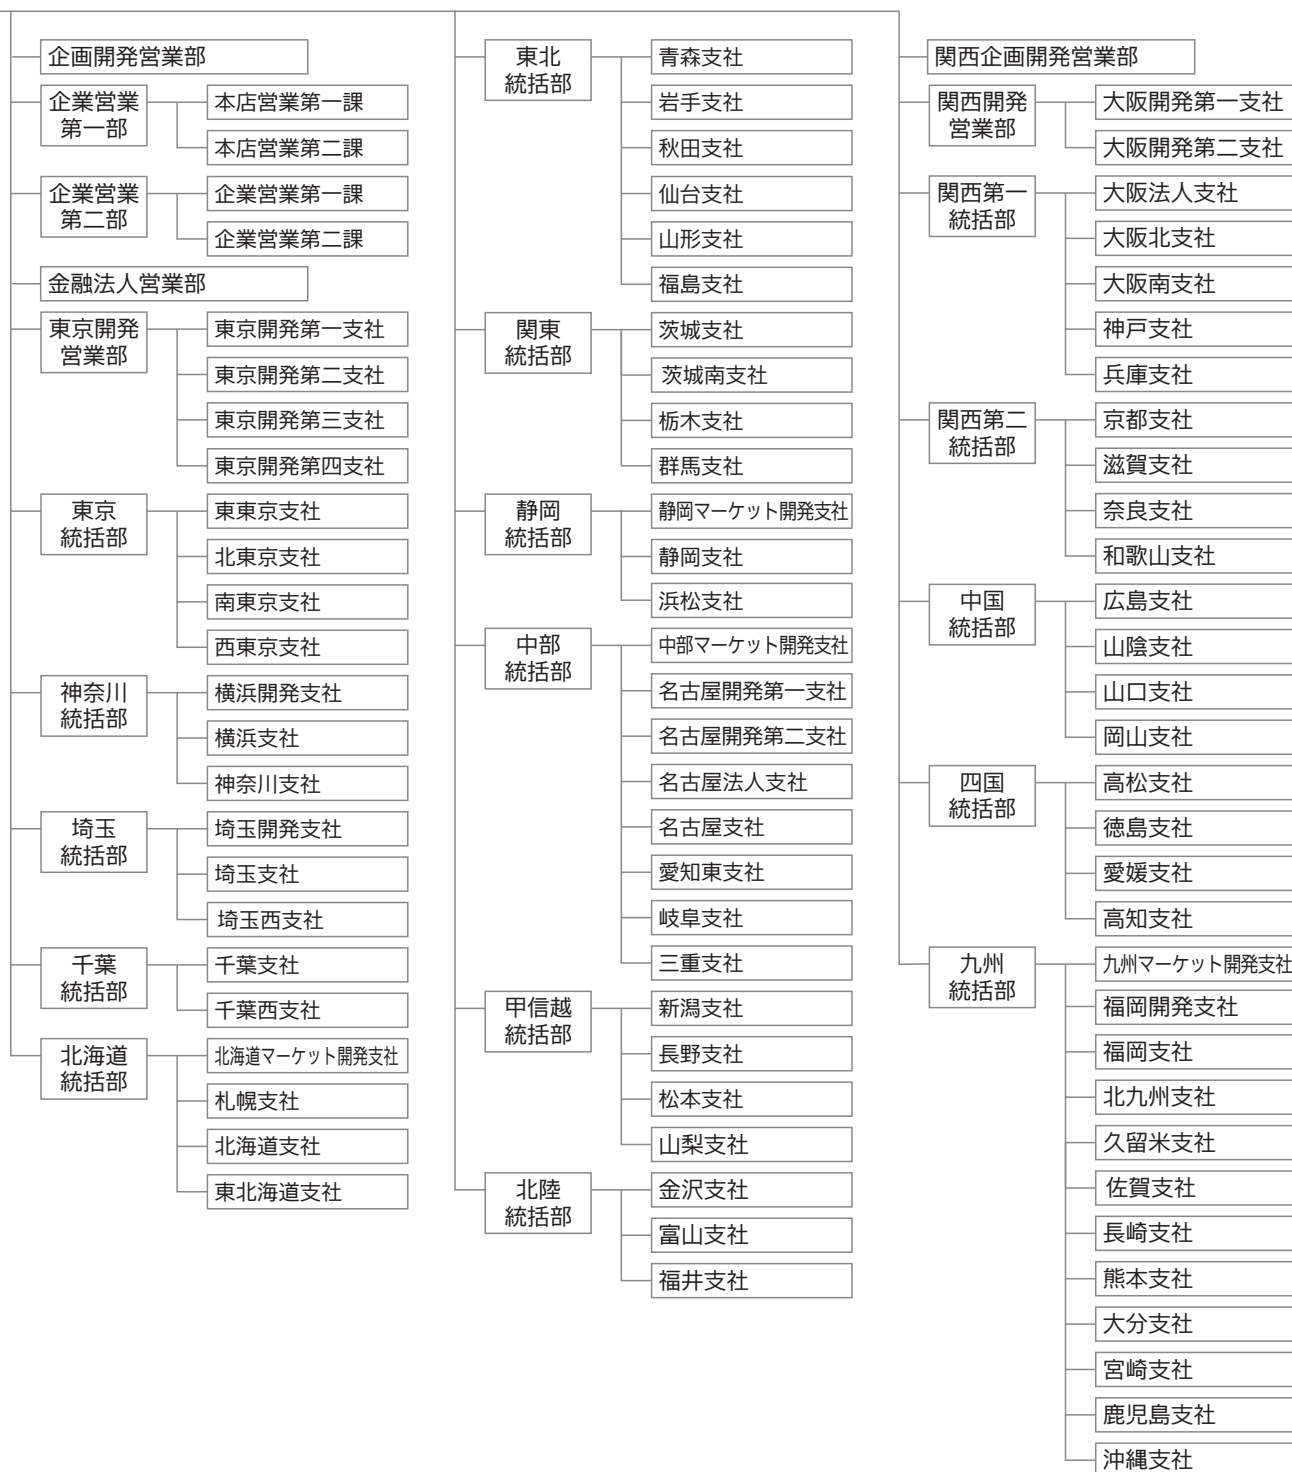 企画開発営業部
企業営業
第一部
本店営業第一課
本店営業第二課
企業営業
第二部
企業営業第一課
企業営業第二課
金融法人営業部
東京開発
営業部
東京開発第一支社
東京開発第二支社
東京開発第三支社
東京開発第四支社
東京
統括部
東東京支社
北東京支社
南東京支社
西東京支社
神奈川
統括部
横浜開発支社
横浜支社
神奈川支社
埼玉
統括部
埼玉開発支社
埼玉支社
埼玉西支社
千葉
統括部
千葉支社
千葉西支社
北海道
統括部
北海道マーケット開発支社
札幌支社
北海道支社
東北海道支社
東北
統括部
青森支社
岩手支社
秋田支社
仙台支社
山形支社
福島支社
関東
統括部
茨城支社
茨城南支社
栃木支社
群馬支社
静岡
統括部
静岡マーケット開発支社
静岡支社
浜松支社
中部
統括部
中部マーケット開発支社
名古屋開発第一支社
名古屋開発第二支社
名古屋法人支社
名古屋支社
愛知東支社
岐阜支社
三重支社
甲信越
統括部
新潟支社
長野支社
松本支社
山梨支社
北陸
統括部
金沢支社
富山支社
福井支社
関西企画開発営業部
関西開発
営業部
大阪開発第一支社
大阪開発第二支社
関西第一
統括部
大阪法人支社
大阪北支社
大阪南支社
神戸支社
兵庫支社
関西第二
統括部
京都支社
滋賀支社
奈良支社
和歌山支社
中国
統括部
広島支社
山陰支社
山口支社
岡山支社
四国
統括部
高松支社
徳島支社
愛媛支社
高知支社
九州
統括部
九州マーケット開発支社
福岡開発支社
福岡支社
北九州支社
久留米支社
佐賀支社
長崎支社
熊本支社
大分支社
宮崎支社
鹿児島支社
沖縄支社